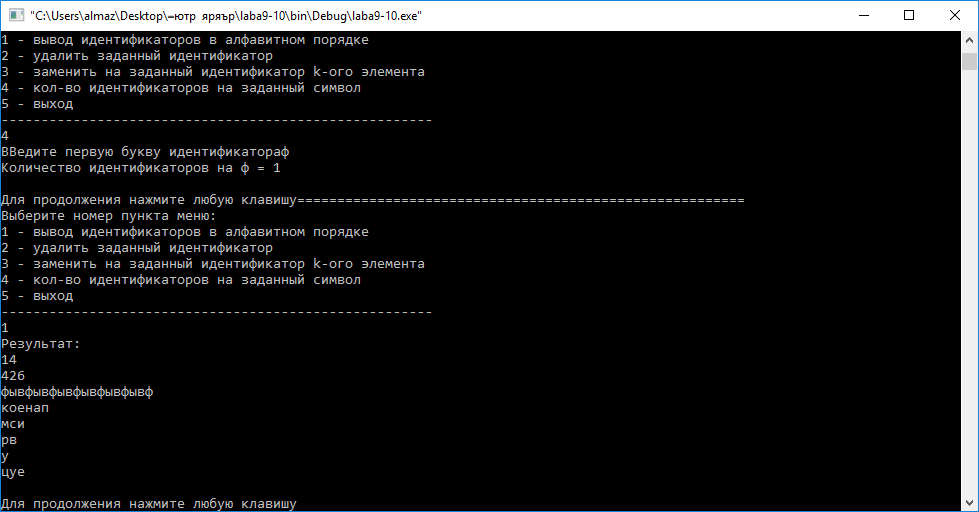 "C:\Users\almaz\Desktop\=ютр яряър\laba9-10\bin\Debug\laba9-10.exe"
1 - вывод идентификаторов в алфавитном порядке
2 - удалить заданный идентификатор
3 - заменить на заданный идентификатор k-ого элемента
4 - кол-во идентификаторов на заданный символ
5 - выход
------------------------------------------------------
4
ВВедите первую букву идентификатораф
Количество идентификаторов на ф = 1
Для продолжения нажмите любую клавишу========================================================
Выберите номер пункта меню:
1 - вывод идентификаторов в алфавитном порядке
2 - удалить заданный идентификатор
3 - заменить на заданный идентификатор k-ого элемента
4 - кол-во идентификаторов на заданный символ
5 - выход
------------------------------------------------------
1
Результат:
14
42б
фывфывфывфывфывфывф
коенап
мси
рв
у
цуе
Для продолжения нажмите любую клавишу